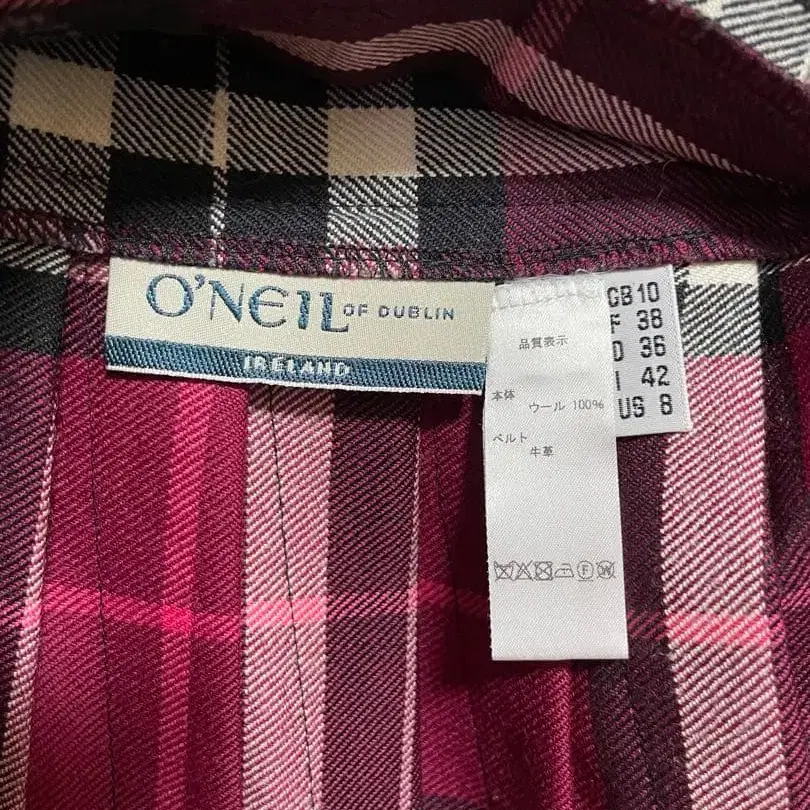 O'NEIL OF DUBLIN
IRELAND
品質表示
本体
ウール 100%
ベルト
牛革
GB 10
F 38
D 36
I 42
US 8